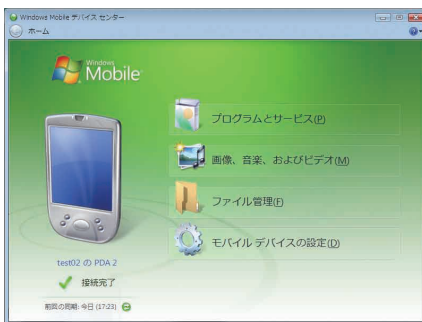 Windows Mobile デバイス センター
ホーム
Windows
Mobile
プログラムとサービス(P)
画像、音楽、およびビデオ(M)
ファイル管理(F)
モバイル デバイスの設定(D)
test02 の PDA 2
接続完了
前回の同期: 今日 (17:23)